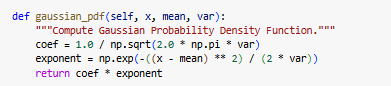 def gaussian_pdf(self, x, mean, var):
    """Compute Gaussian Probability Density Function."""
    coef = 1.0 / np.sqrt(2.0 * np.pi * var)
    exponent = np.exp(-((x - mean) ** 2) / (2 * var))
    return coef * exponent